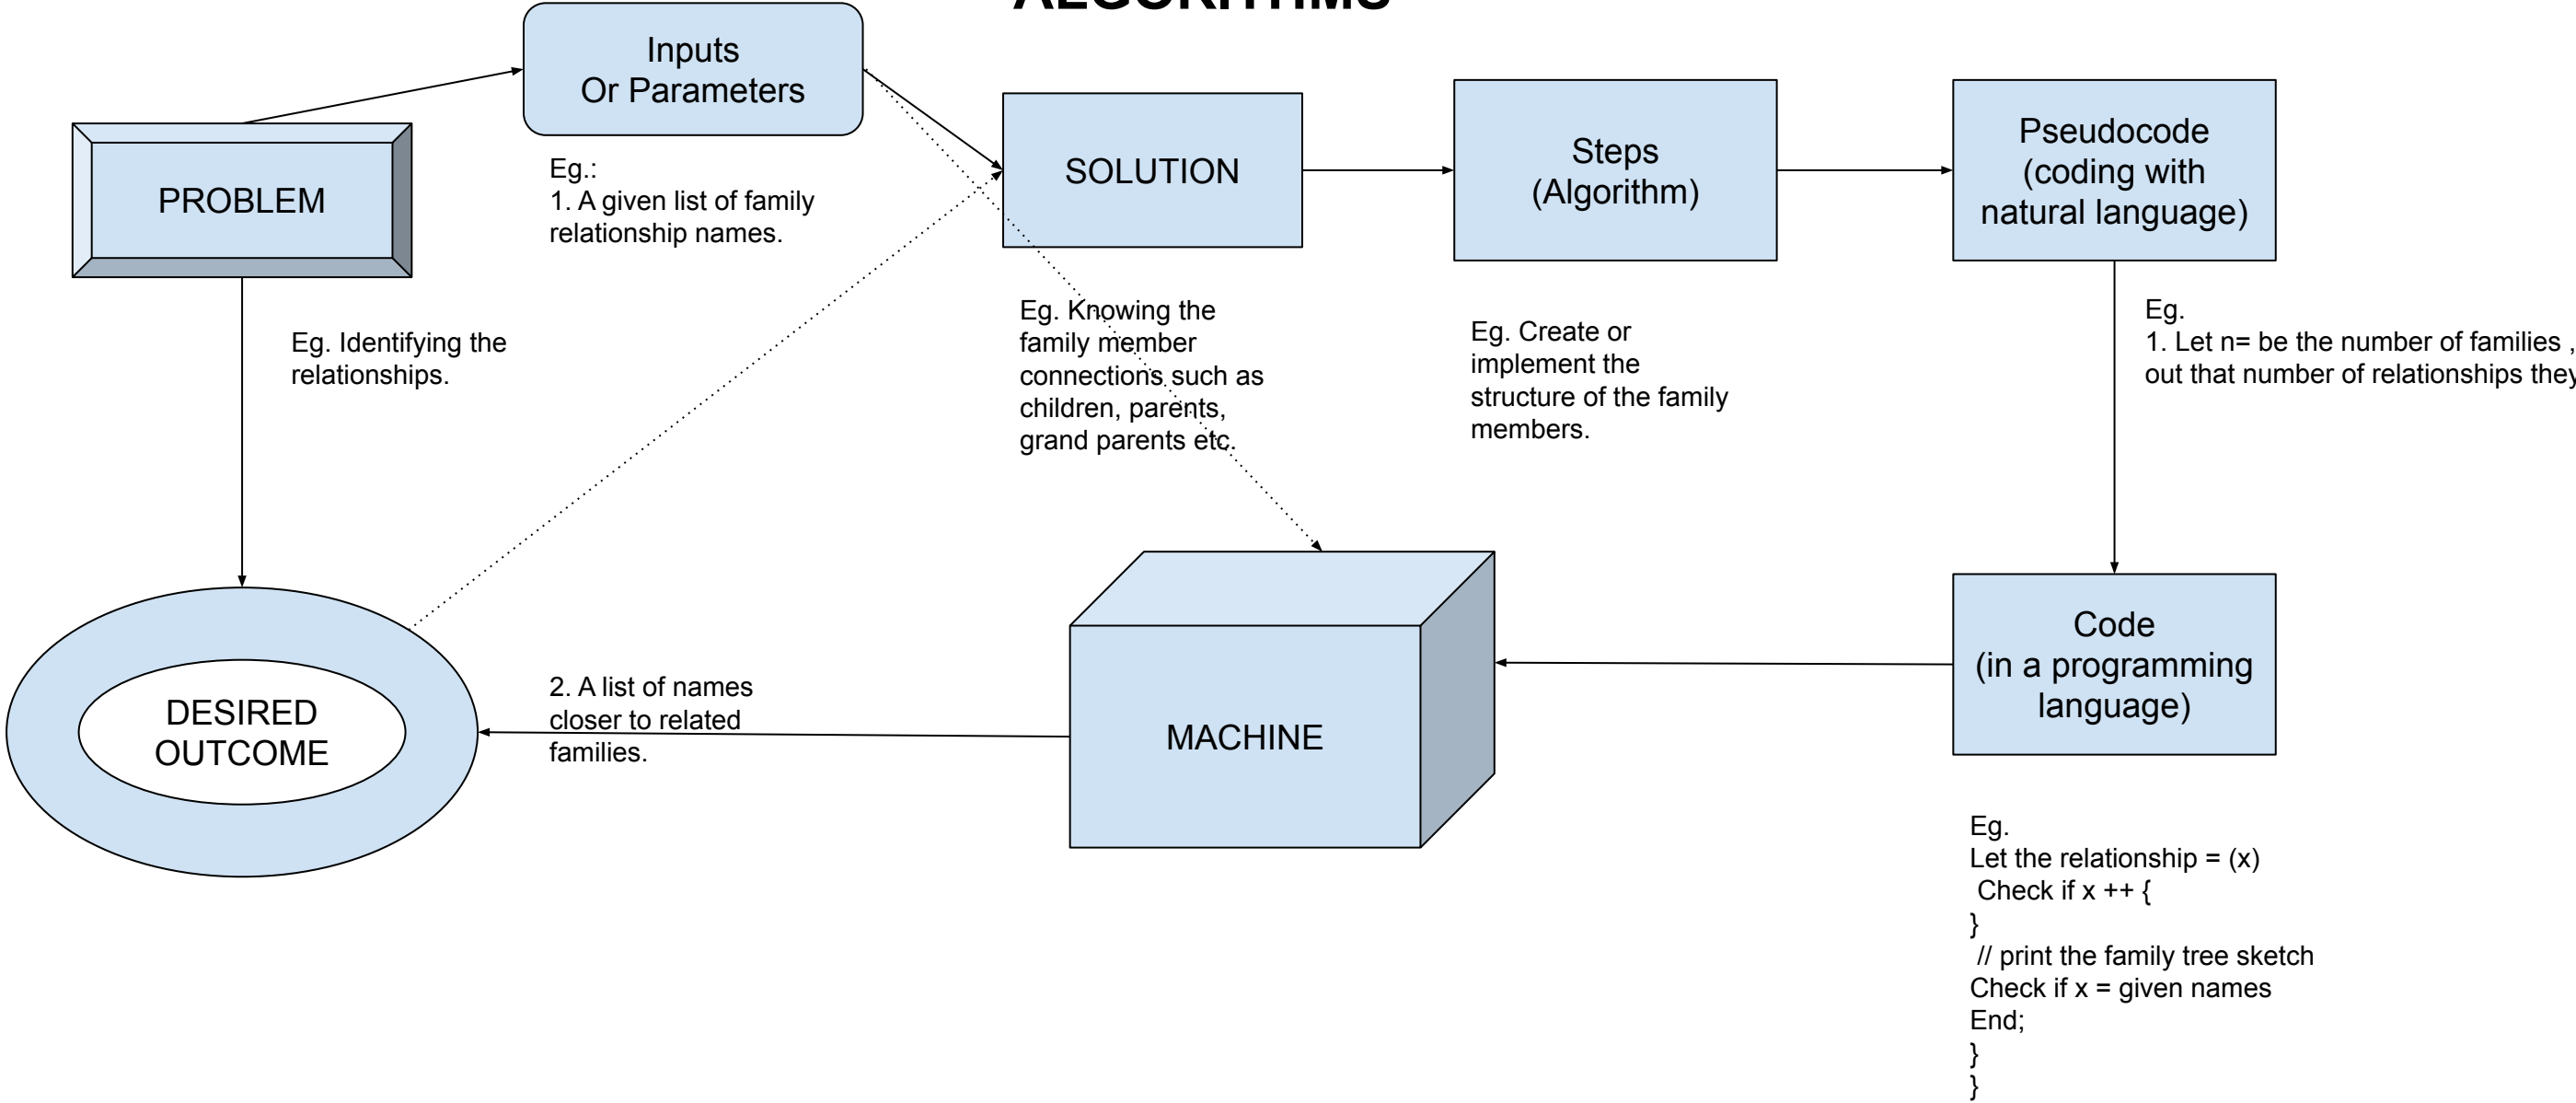 ALGORITHMS
Inputs
Or Parameters
PROBLEM
Eg.:
1. A given list of family
relationship names.
SOLUTION
Steps
(Algorithm)
Pseudocode
(coding with
natural language)
Eg. Identifying the
relationships.
Eg. Knowing the
family member
connections such as
children, parents,
grand parents etc.
Eg. Create or
implement the
structure of the family
members.
Eg.
1. Let n= be the number of families ,
out that number of relationships they
DESIRED
OUTCOME
2. A list of names
closer to related
families.
MACHINE
Code
(in a programming
language)
Eg.
Let the relationship = (x)
Check if x ++ {
}
// print the family tree sketch
Check if x = given names
End;
}
}